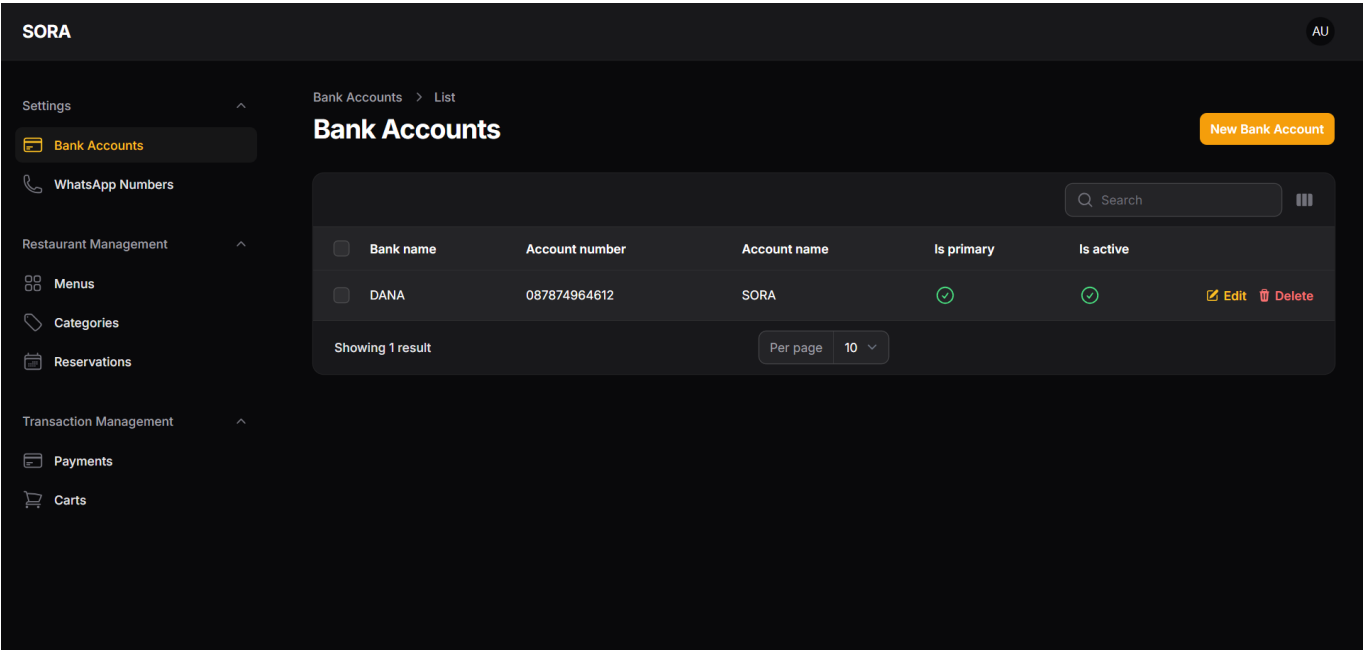 SORA
AU
Settings
Bank Accounts
WhatsApp Numbers
Restaurant Management
Menus
Categories
Reservations
Transaction Management
Payments
Carts
Bank Accounts > List
Bank Accounts
New Bank Account
Search
Bank name Account number Account name Is primary Is active
DANA 087874964612 SORA Edit Delete
Showing 1 result
Per page 10